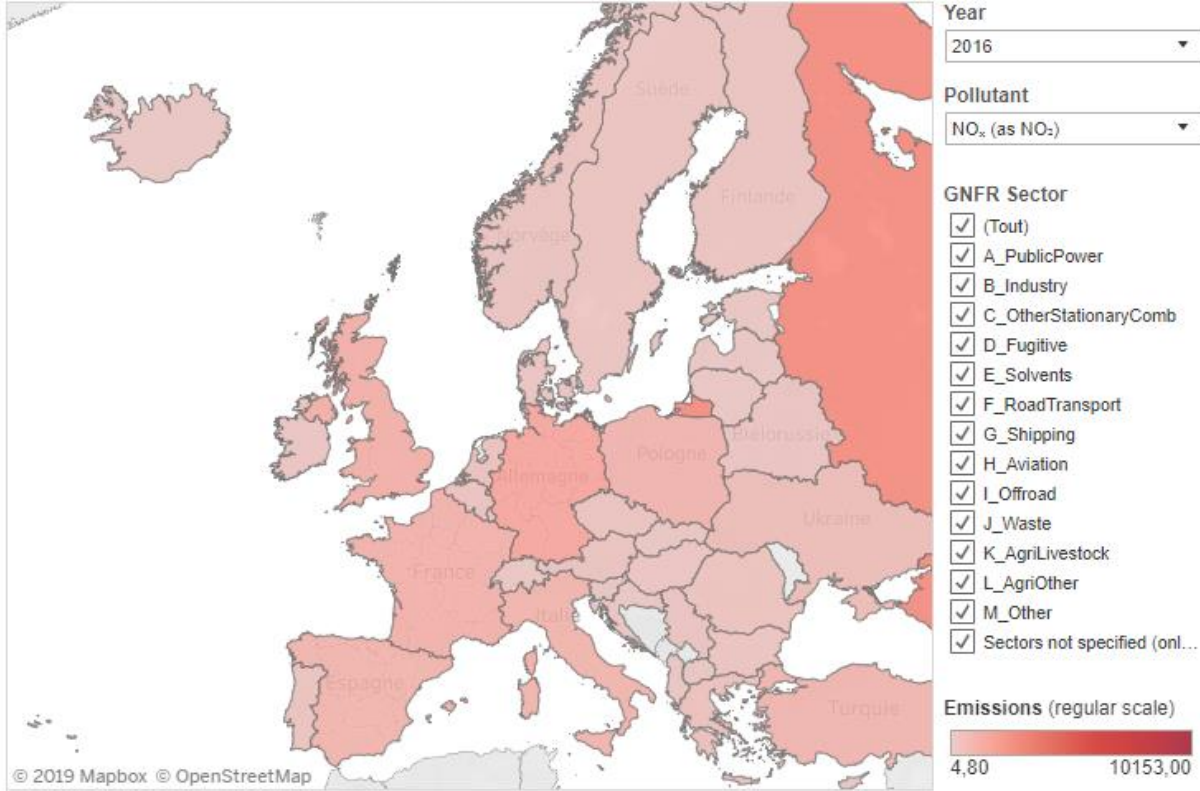 Year
2016
Pollutant
NOₓ (as NO₂)
GNFR Sector
(Tout)
A_PublicPower
B_Industry
C_OtherStationaryComb
D_Fugitive
E_Solvents
F_RoadTransport
G_Shipping
H_Aviation
I_Offroad
J_Waste
K_AgriLivestock
L_AgriOther
M_Other
Sectors not specified (onl...
Emissions (regular scale)
4,80 10153,00
Suède
Finlande
Norvège
Biélorussie
Pologne
Allemagne
Ukraine
France
Italie
Espagne
Turquie
© 2019 Mapbox © OpenStreetMap